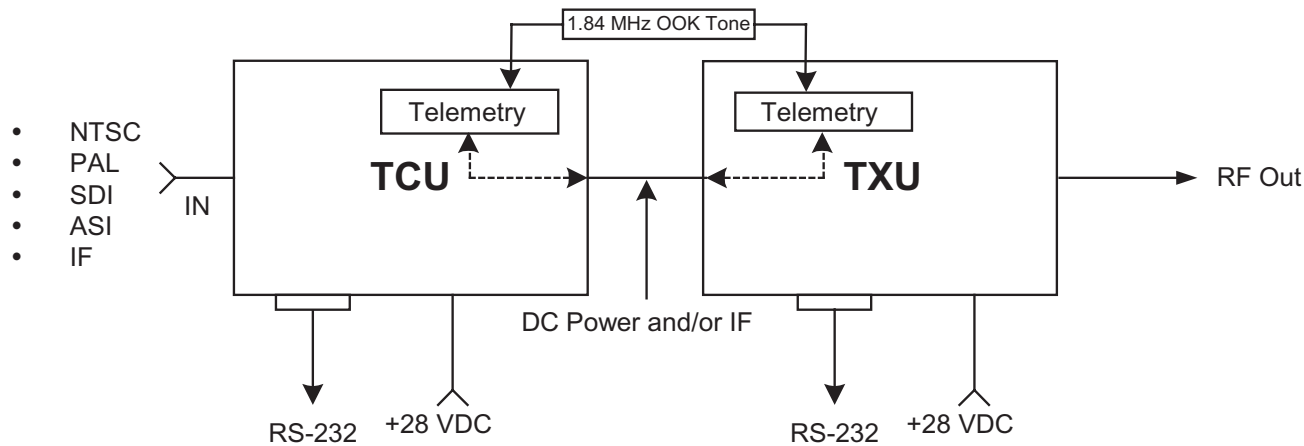 1.84 MHz OOK Tone
Telemetry
Telemetry
• NTSC
• PAL
• SDI
• ASI
• IF
IN
TCU
TXU
RF Out
DC Power and/or IF
RS-232
+28 VDC
RS-232
+28 VDC